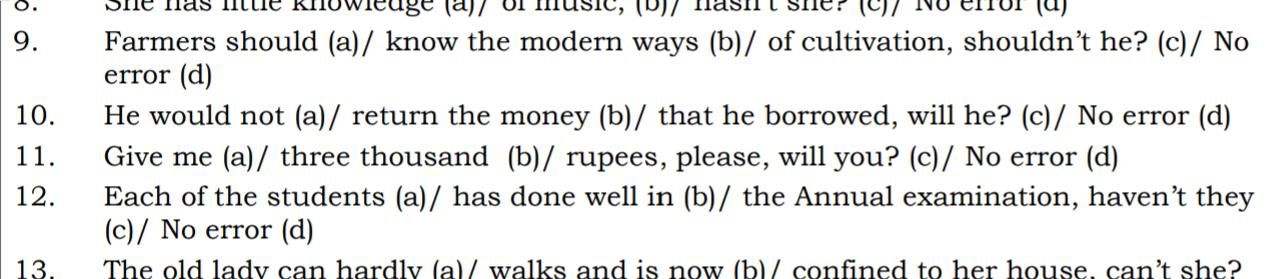 8. She has little knowledge (a)/ of music, (b)/ hasn't she? (c)/ No error (d)
9. Farmers should (a)/ know the modern ways (b)/ of cultivation, shouldn’t he? (c)/ No
error (d)
10. He would not (a)/ return the money (b)/ that he borrowed, will he? (c)/ No error (d)
11. Give me (a)/ three thousand (b)/ rupees, please, will you? (c)/ No error (d)
12. Each of the students (a)/ has done well in (b)/ the Annual examination, haven’t they
(c)/ No error (d)
13. The old lady can hardly (a)/ walks and is now (b)/ confined to her house, can’t she?